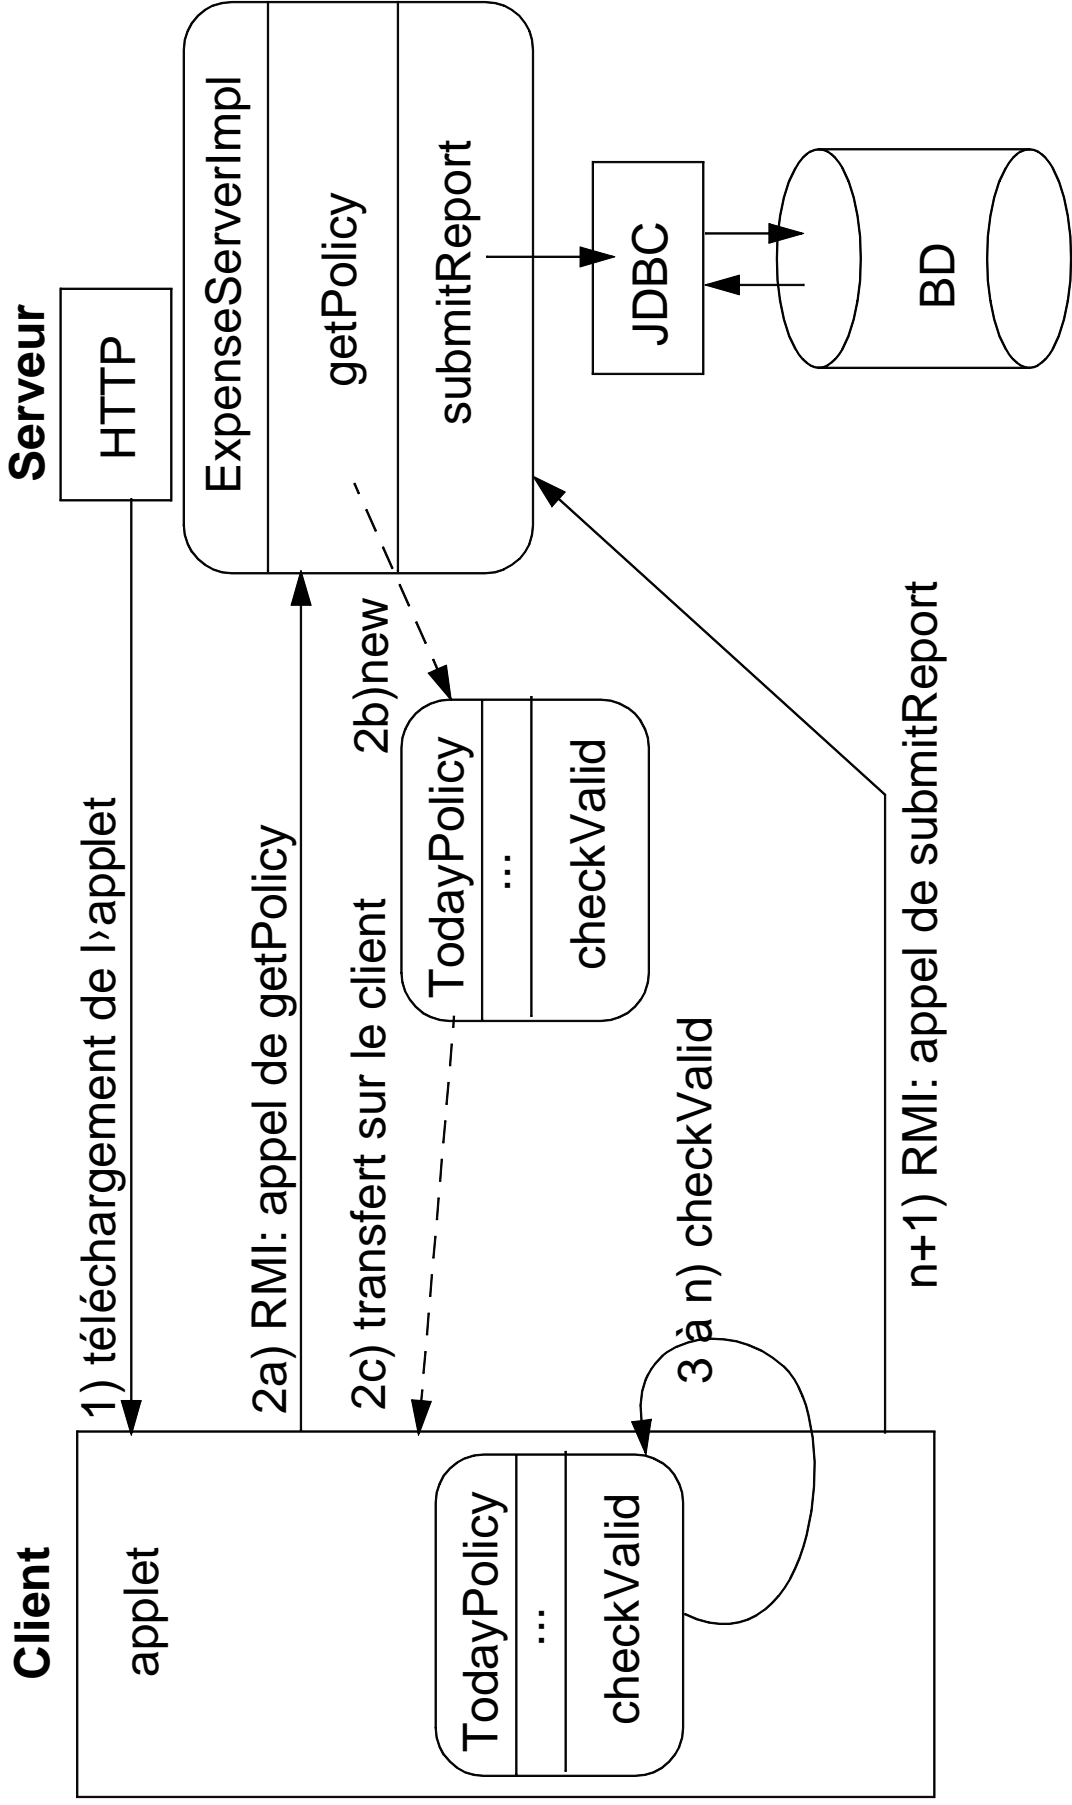 Client
Serveur
applet
HTTP
1) téléchargement de l›applet
ExpenseServerImpl
2a) RMI: appel de getPolicy
getPolicy
2b)new
2c) transfert sur le client
submitReport
TodayPolicy
...
checkValid
TodayPolicy
...
checkValid
3 à n) checkValid
JDBC
n+1) RMI: appel de submitReport
BD